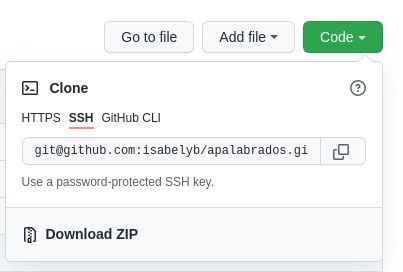 Go to file Add file Code
Clone
HTTPS SSH GitHub CLI
git@github.com:isabelyb/apalabrados.gi
Use a password-protected SSH key.
Download ZIP